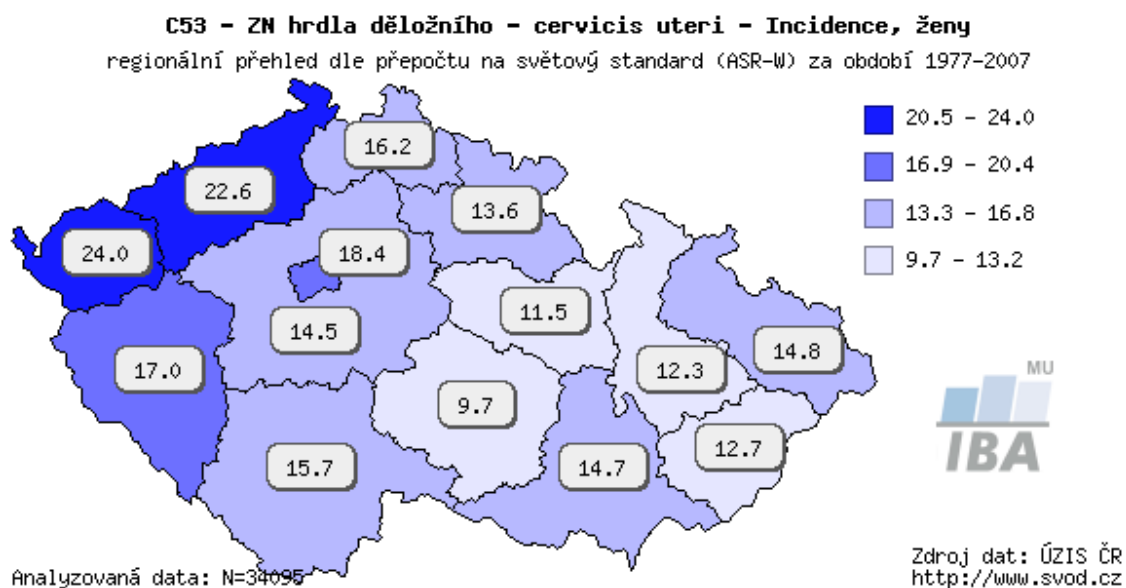 C53 - ZN hrdla děložního - cervicis uteri - Incidence, ženy
regionální přehled dle přepočtu na světový standard (ASR-W) za období 1977-2007
20.5 - 24.0
16.9 - 20.4
13.3 - 16.8
9.7 - 13.2
16.2
22.6
13.6
24.0
18.4
11.5
14.5
14.8
17.0
12.3
9.7
12.7
15.7
14.7
MU
IBA
Analyzovaná data: N=34095
Zdroj dat: ÚZIS ČR
http://www.svod.cz